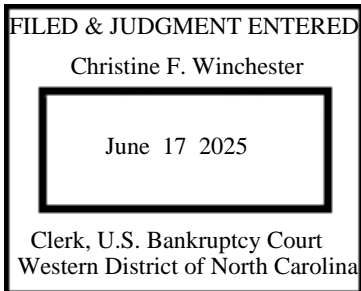 FILED & JUDGMENT ENTERED
Christine F. Winchester
June 17 2025
Clerk, U.S. Bankruptcy Court
Western District of North Carolina